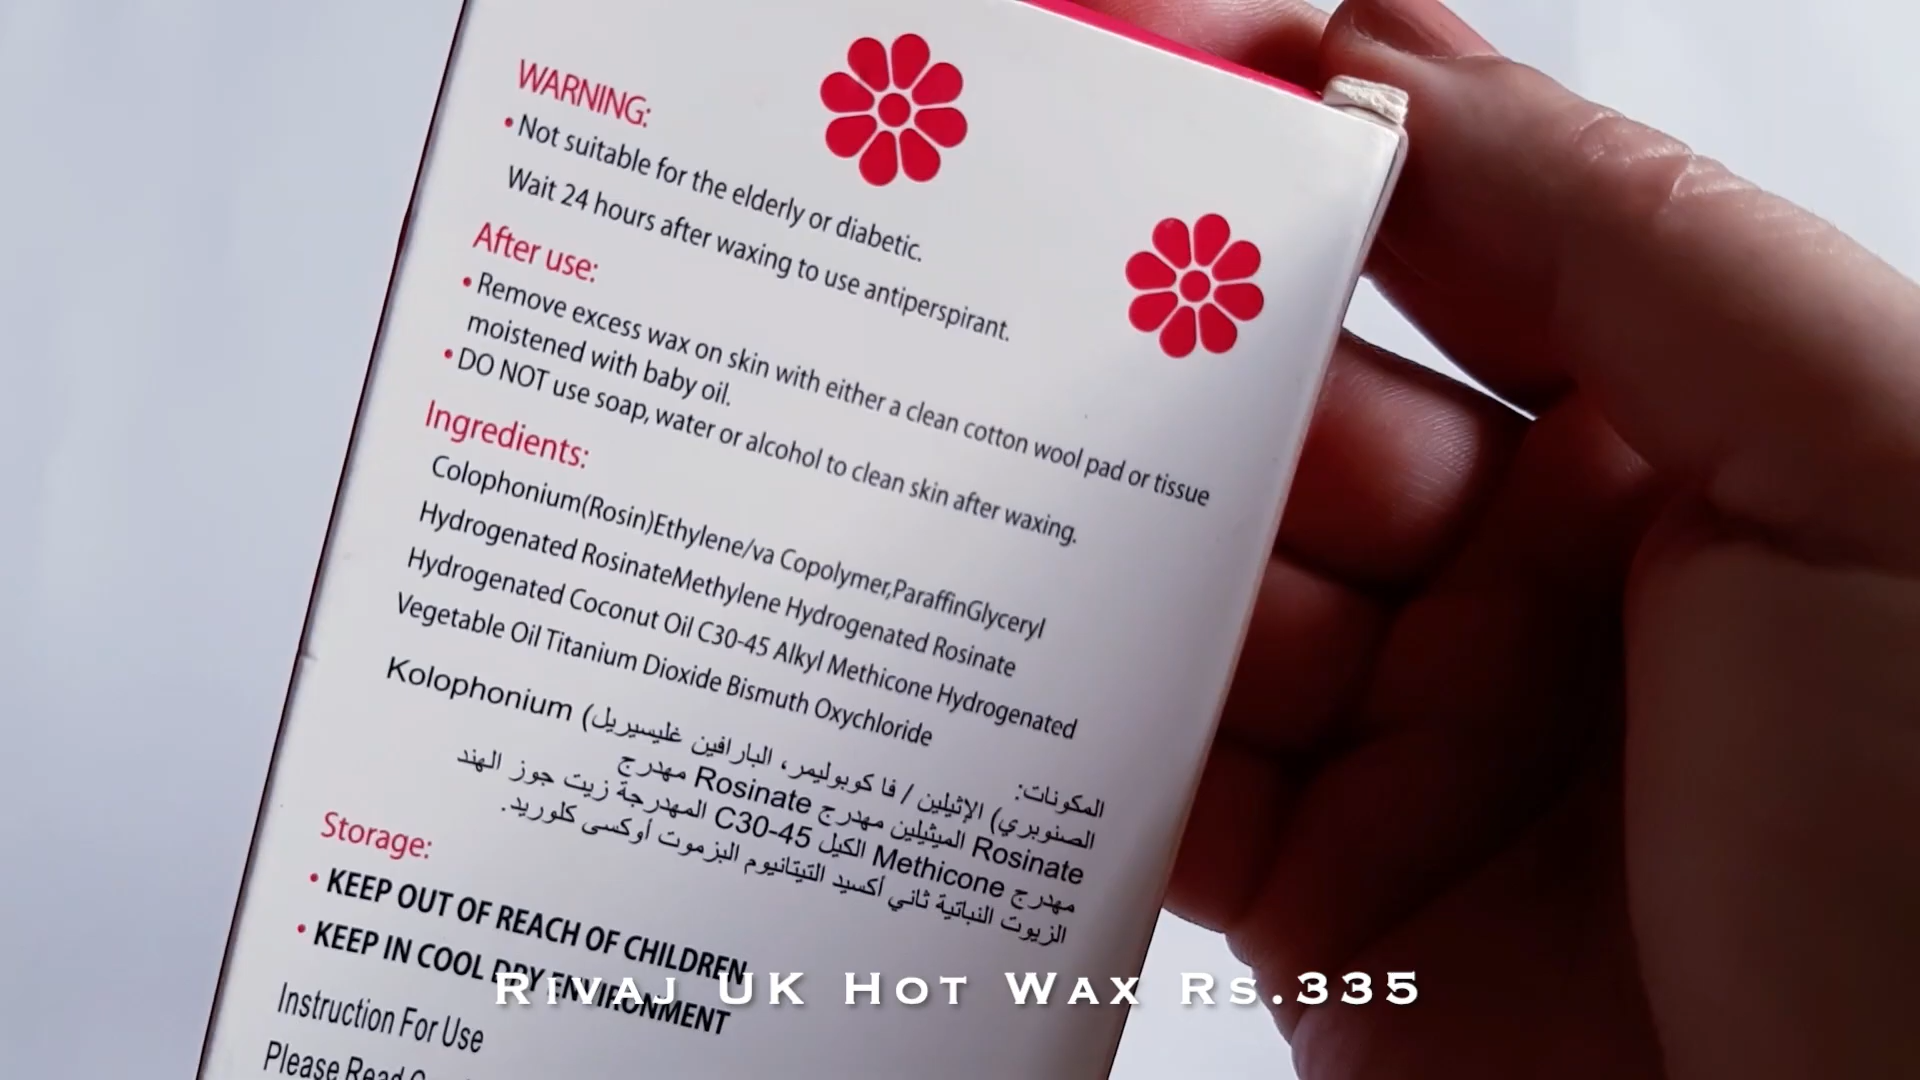 WARNING:
• Not suitable for the elderly or diabetic.
Wait 24 hours after waxing to use antiperspirant.
After use:
• Remove excess wax on skin with either a clean cotton wool pad or tissue
moistened with baby oil.
• DO NOT use soap, water or alcohol to clean skin after waxing.
Ingredients:
Colophonium(Rosin)Ethylene/va Copolymer,ParaffinGlyceryl
Hydrogenated RosinateMethylene Hydrogenated Rosinate
Hydrogenated Coconut Oil C30-45 Alkyl Methicone Hydrogenated
Vegetable Oil Titanium Dioxide Bismuth Oxychloride
المكونات:
Kolophonium (الصنوبري) الإثيلين / فا كوبوليمر، البارافين غليسيريل
Rosinate الميثيلين مهدرج Rosinate مهدرج
مهدرج Methicone الكيل C30-45 المهدرجة زيت جوز الهند
الزيوت النباتية ثاني أكسيد التيتانيوم البزموت أوكسى كلوريد.
Storage:
• KEEP OUT OF REACH OF CHILDREN
• KEEP IN COOL DRY ENVIRONMENT
Instruction For Use
Please Read
Rivaj UK Hot Wax Rs.335